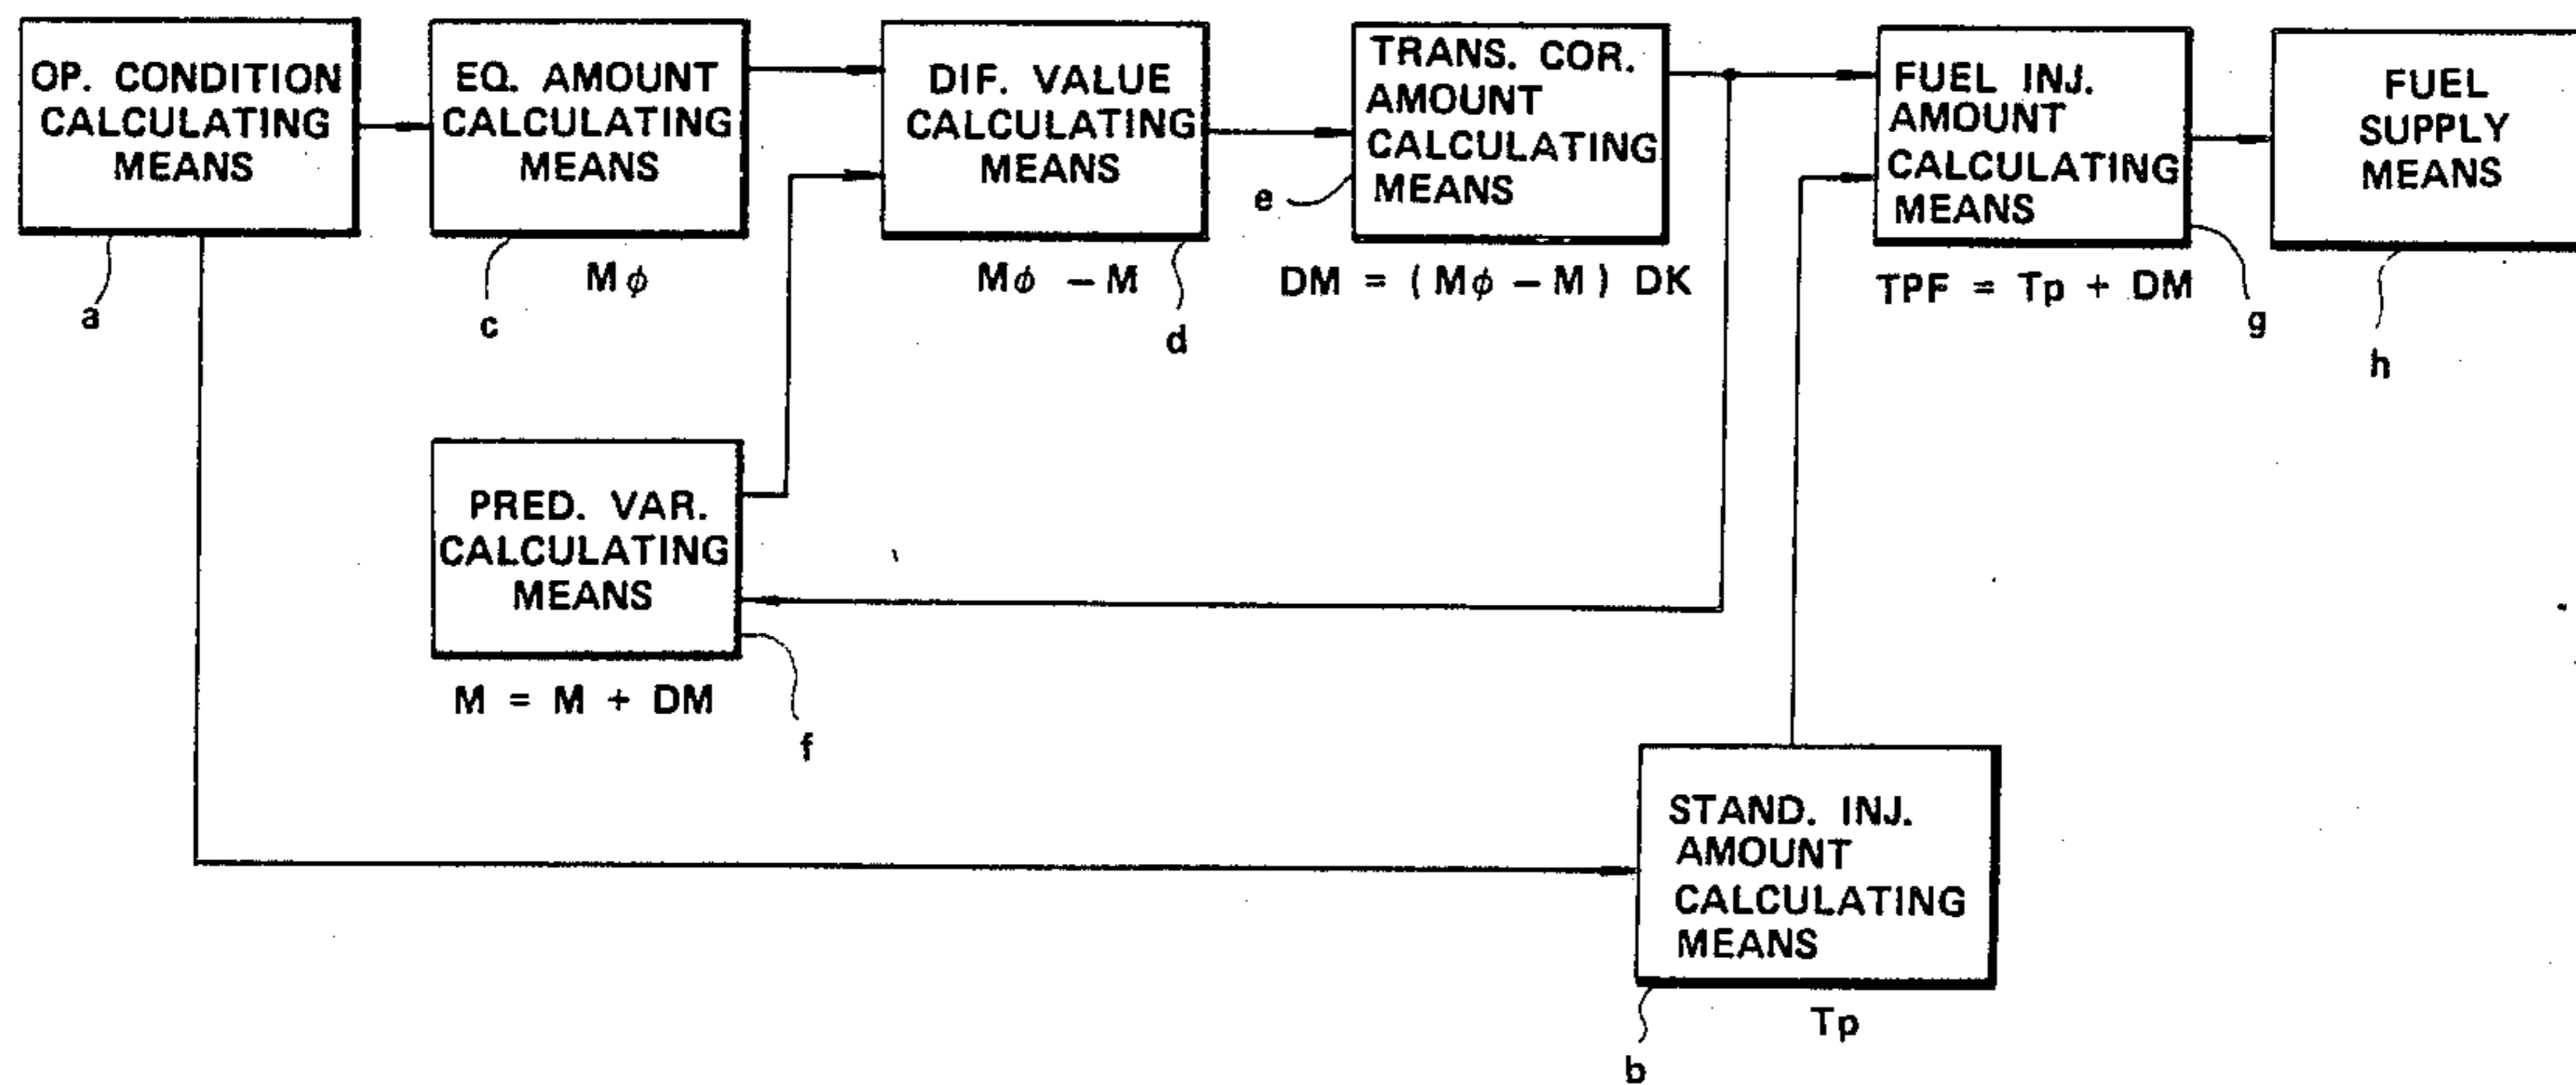 OP. CONDITION
CALCULATING
MEANS
a
EQ. AMOUNT
CALCULATING
MEANS
c
Mϕ
DIF. VALUE
CALCULATING
MEANS
Mϕ – M
d
TRANS. COR.
AMOUNT
CALCULATING
MEANS
e
DM = ( Mϕ – M ) DK
FUEL INJ.
AMOUNT
CALCULATING
MEANS
TPF = Tp + DM
g
FUEL
SUPPLY
MEANS
h
PRED. VAR.
CALCULATING
MEANS
M = M + DM
f
STAND. INJ.
AMOUNT
CALCULATING
MEANS
Tp
b